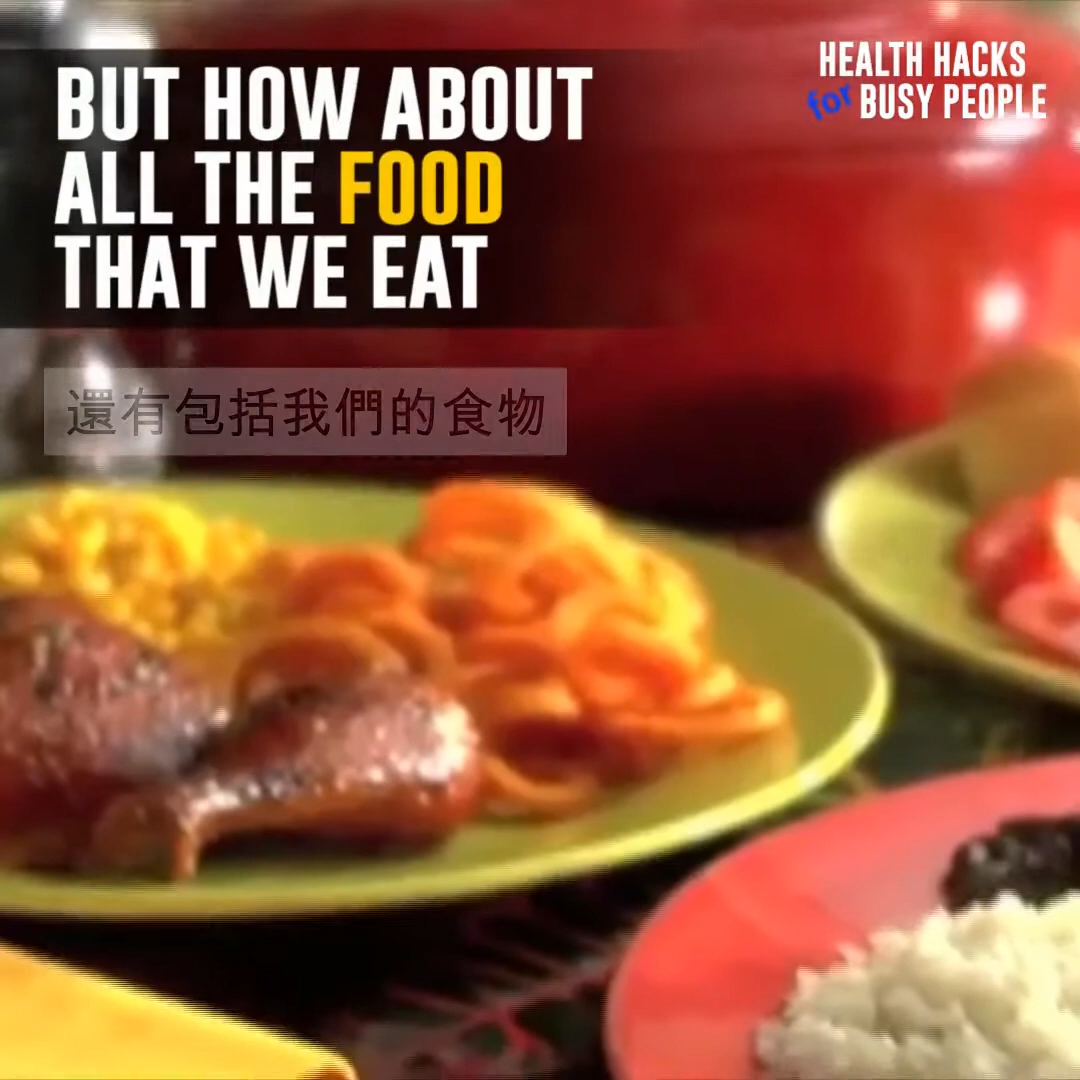 BUT HOW ABOUT
ALL THE FOOD
THAT WE EAT
HEALTH HACKS
for BUSY PEOPLE
還有包括我們的食物